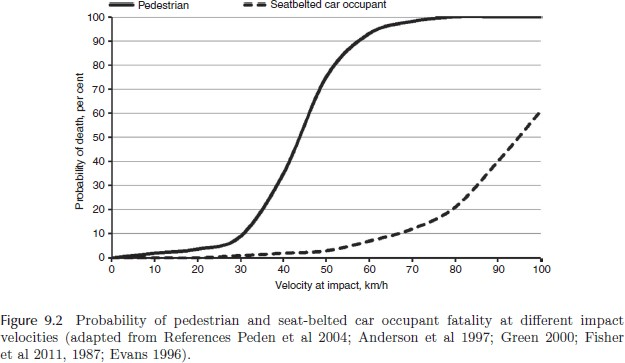 Pedestrian Seatbelted car occupant
100
90
80
70
60
50
40
30
20
10
0
Probability of death, per cent
0 10 20 30 40 50 60 70 80 90 100
Velocity at impact, km/h
Figure 9.2 Probability of pedestrian and seat-belted car occupant fatality at different impact
velocities (adapted from References Peden et al 2004; Anderson et al 1997; Green 2000; Fisher
et al 2011, 1987; Evans 1996).